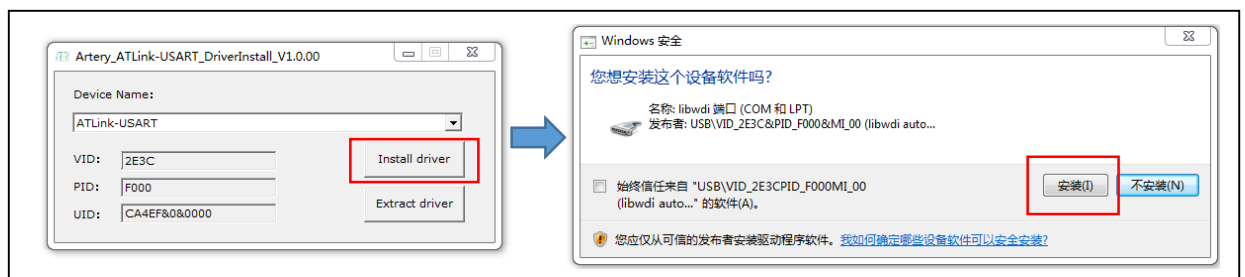 Artery_ATLink-USART_DriverInstall_V1.0.00
Device Name:
ATLink-USART
VID: 2E3C
Install driver
PID: F000
UID: CA4EF&0&0000
Extract driver
Windows 安全
您想安装这个设备软件吗?
名称: libwdi 端口 (COM 和 LPT)
发布者: USB\VID_2E3C&PID_F000&MI_00 (libwdi auto...
始终信任来自 "USB\VID_2E3CPID_F000MI_00
(libwdi auto..." 的软件(A)。
安装(I)
不安装(N)
您应仅从可信的发布者安装驱动程序软件。我如何确定哪些设备软件可以安全安装?